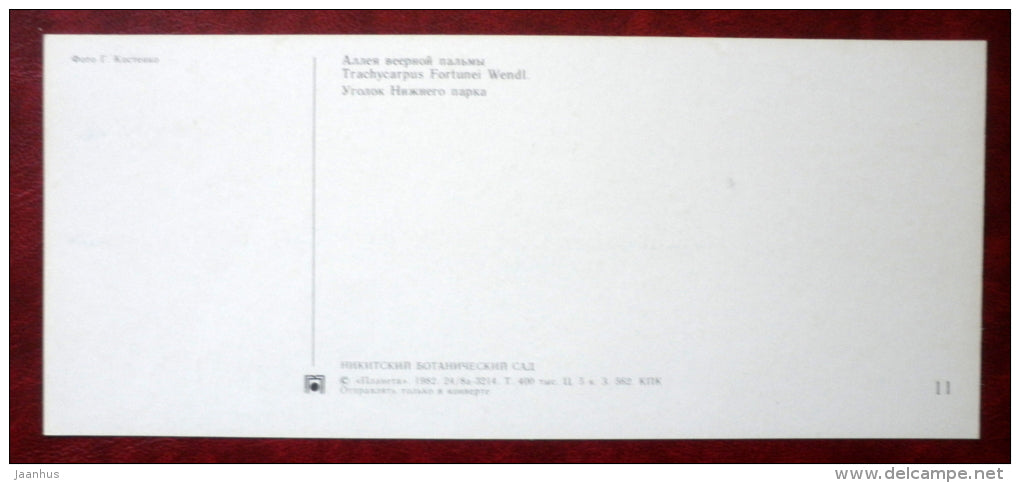 Фото Г. Костенко
Аллея веерной пальмы
Trachycarpus Fortunei Wendl.
Уголок Нижнего парка
НИКИТСКИЙ БОТАНИЧЕСКИЙ САД
© «Планета». 1982. 24/8а-3214. Т. 400 тыс. Ц. 5 к. З. 562. КПК
Отправлять только в конверте
11
jaanhus
www.delcampe.net